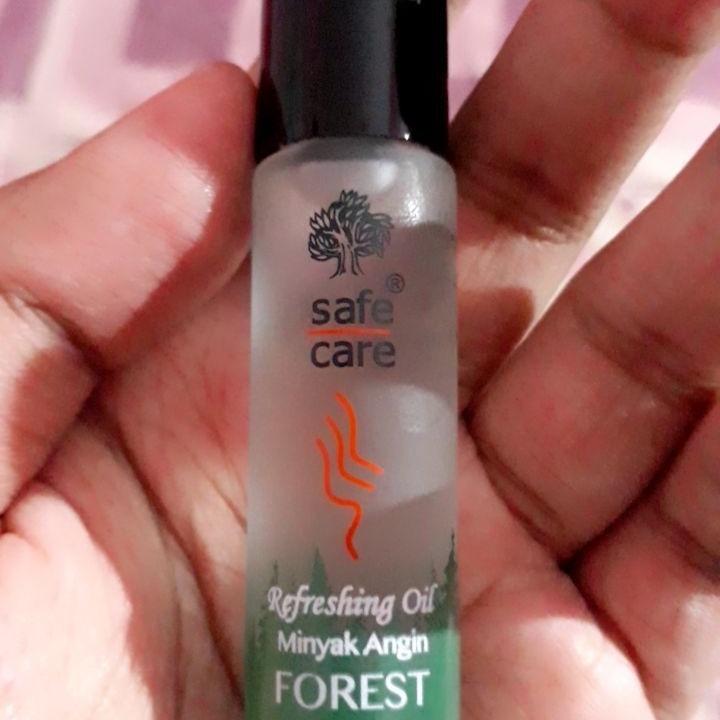 safe®
care
Refreshing Oil
Minyak Angin
FOREST